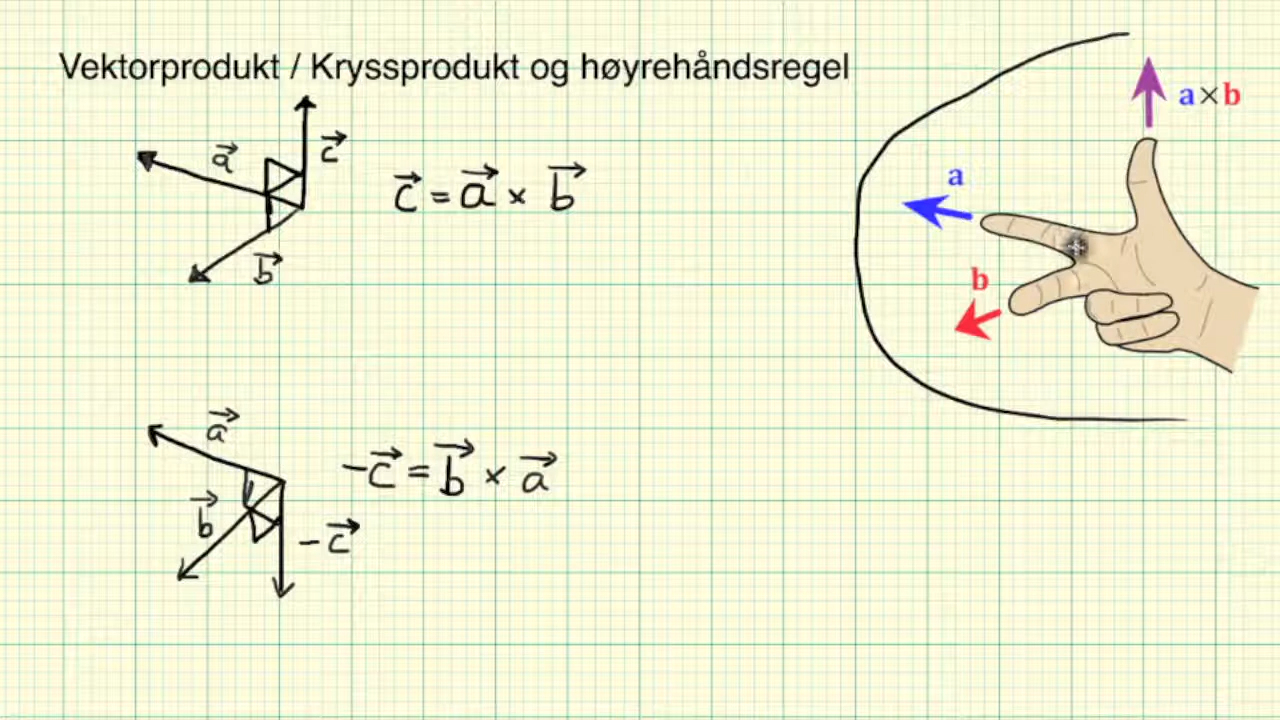 Vektorprodukt / Kryssprodukt og høyrehåndsregel
a⃗
c⃗
b⃗
c⃗ = a⃗ × b⃗
a×b
a
b
a⃗
b⃗
-c⃗
-c⃗ = b⃗ × a⃗